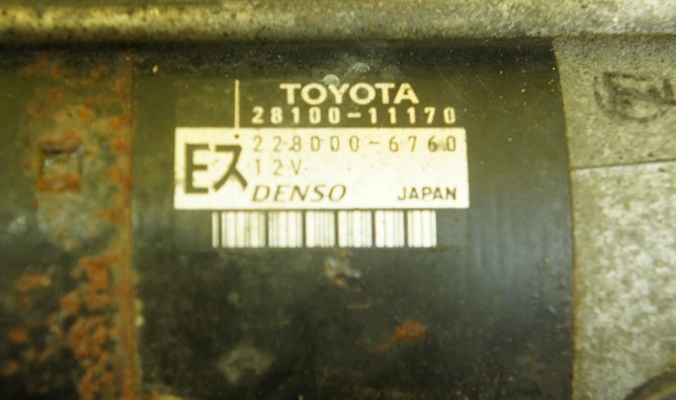 TOYOTA
28100-11170
228000-6760
Eス 12V
DENSO JAPAN